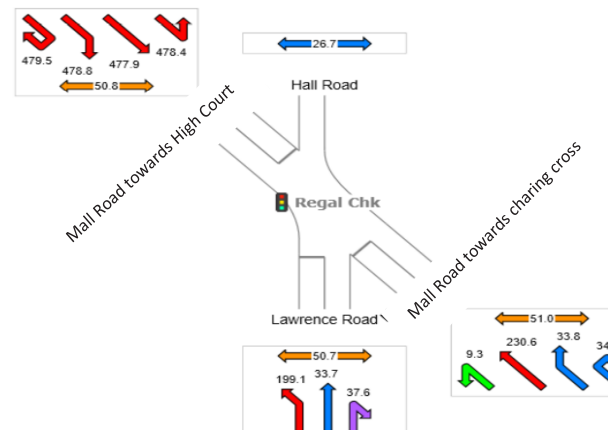 479.5
478.8
477.9
478.4
50.8
26.7
Hall Road
Mall Road towards High Court
Regal Chk
Mall Road towards charing cross
Lawrence Road\
50.7
199.1
33.7
37.6
51.0
9.3
230.6
33.8